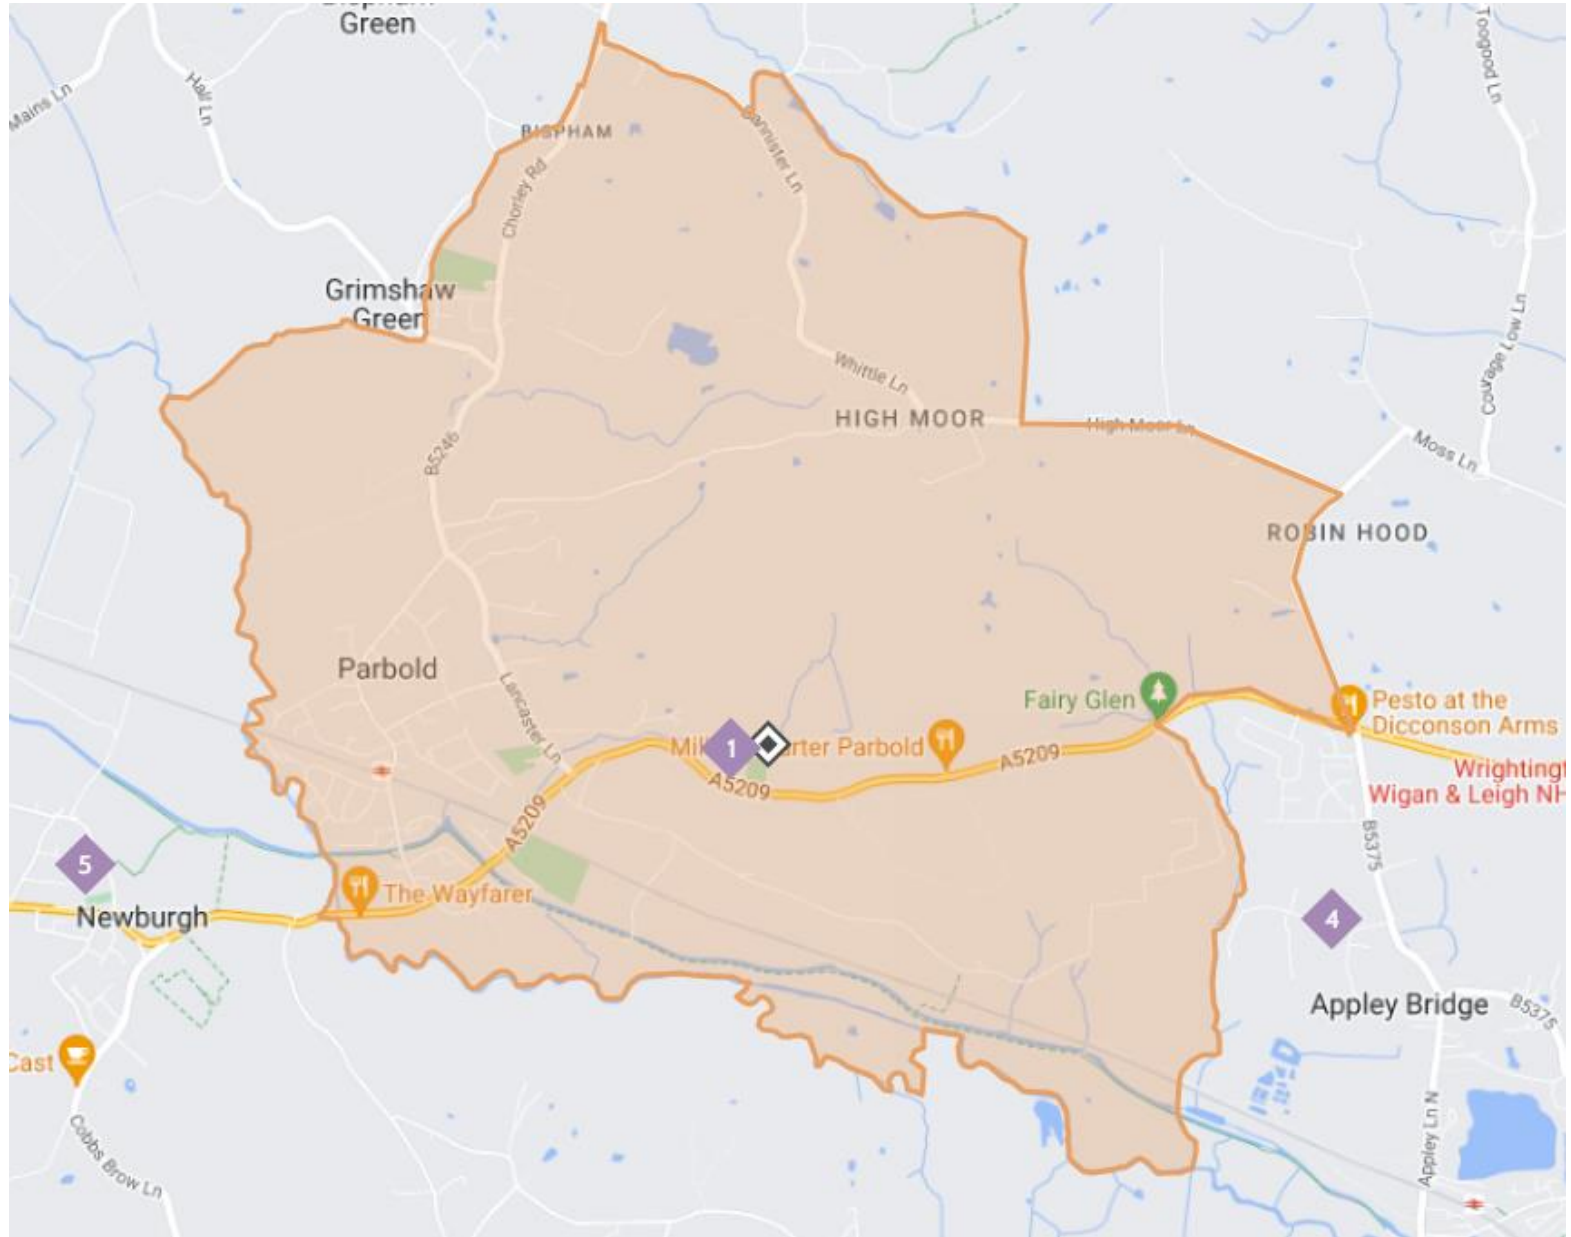 Green
Toogood Ln
Mains Ln
Hall Ln
BISPHAM
Bannister Ln
Chorley Rd
Grimshaw
Green
Courage Low Ln
Whittle Ln
HIGH MOOR
High Moor Ln
Moss Ln
B5246
ROBIN HOOD
Parbold
Lancaster Ln
Fairy Glen
Pesto at the
Dicconson Arms
1
rter Parbold
A5209
A5209
A5209
Wrightingt
Wigan & Leigh NH
B5375
5
The Wayfarer
Newburgh
4
Appley Bridge
B5375
Cast
Cobbs Brow Ln
Appley Ln N